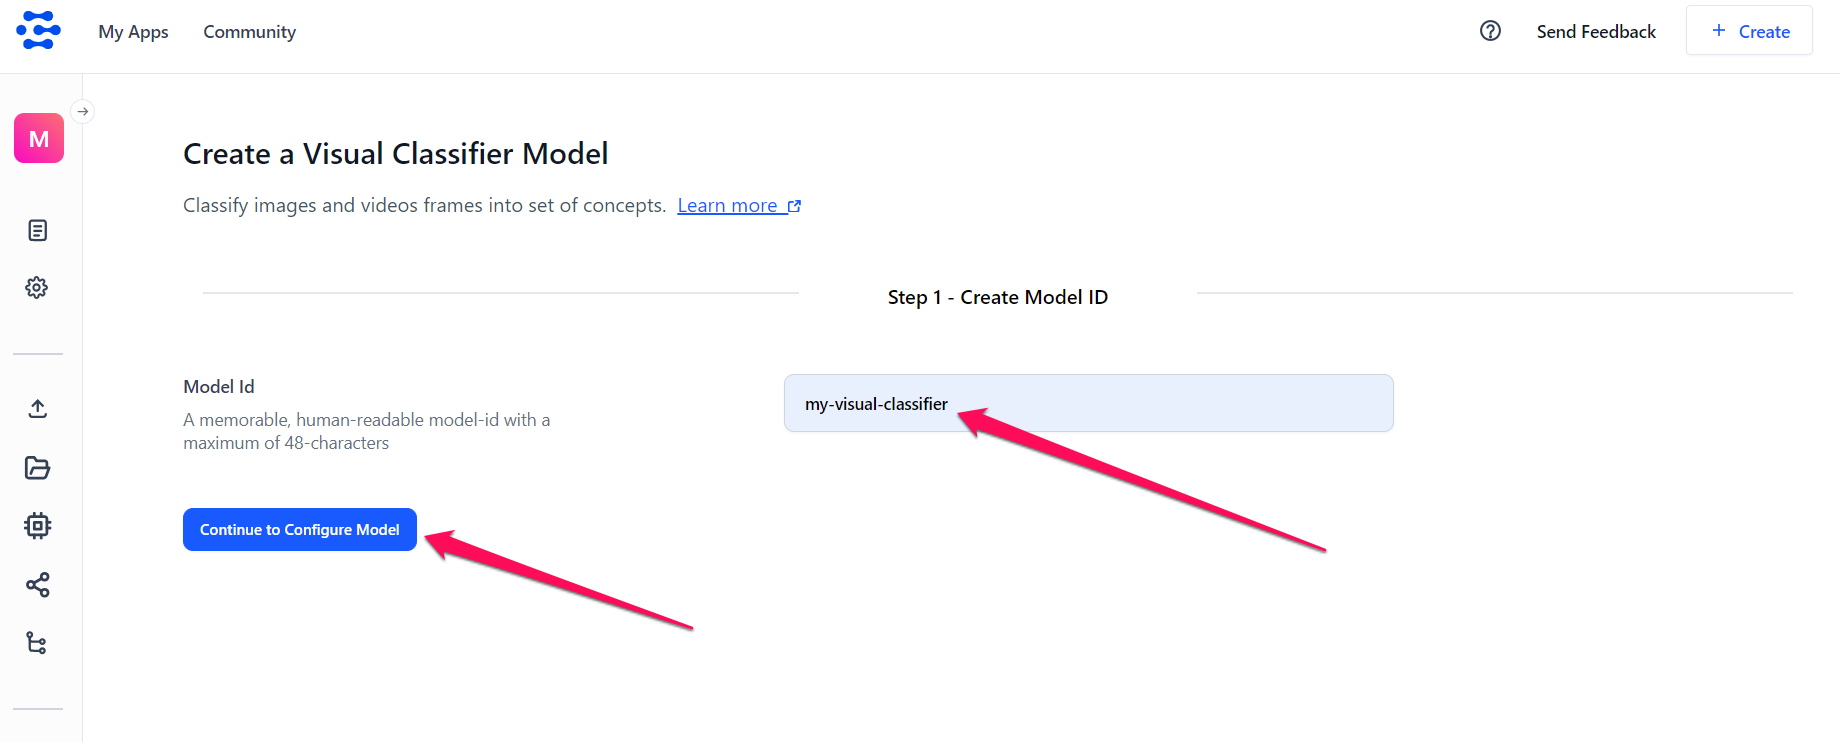 My Apps
Community
Send Feedback
+ Create
M
Create a Visual Classifier Model
Classify images and videos frames into set of concepts. Learn more
Step 1 - Create Model ID
Model Id
A memorable, human-readable model-id with a
maximum of 48-characters
my-visual-classifier
Continue to Configure Model